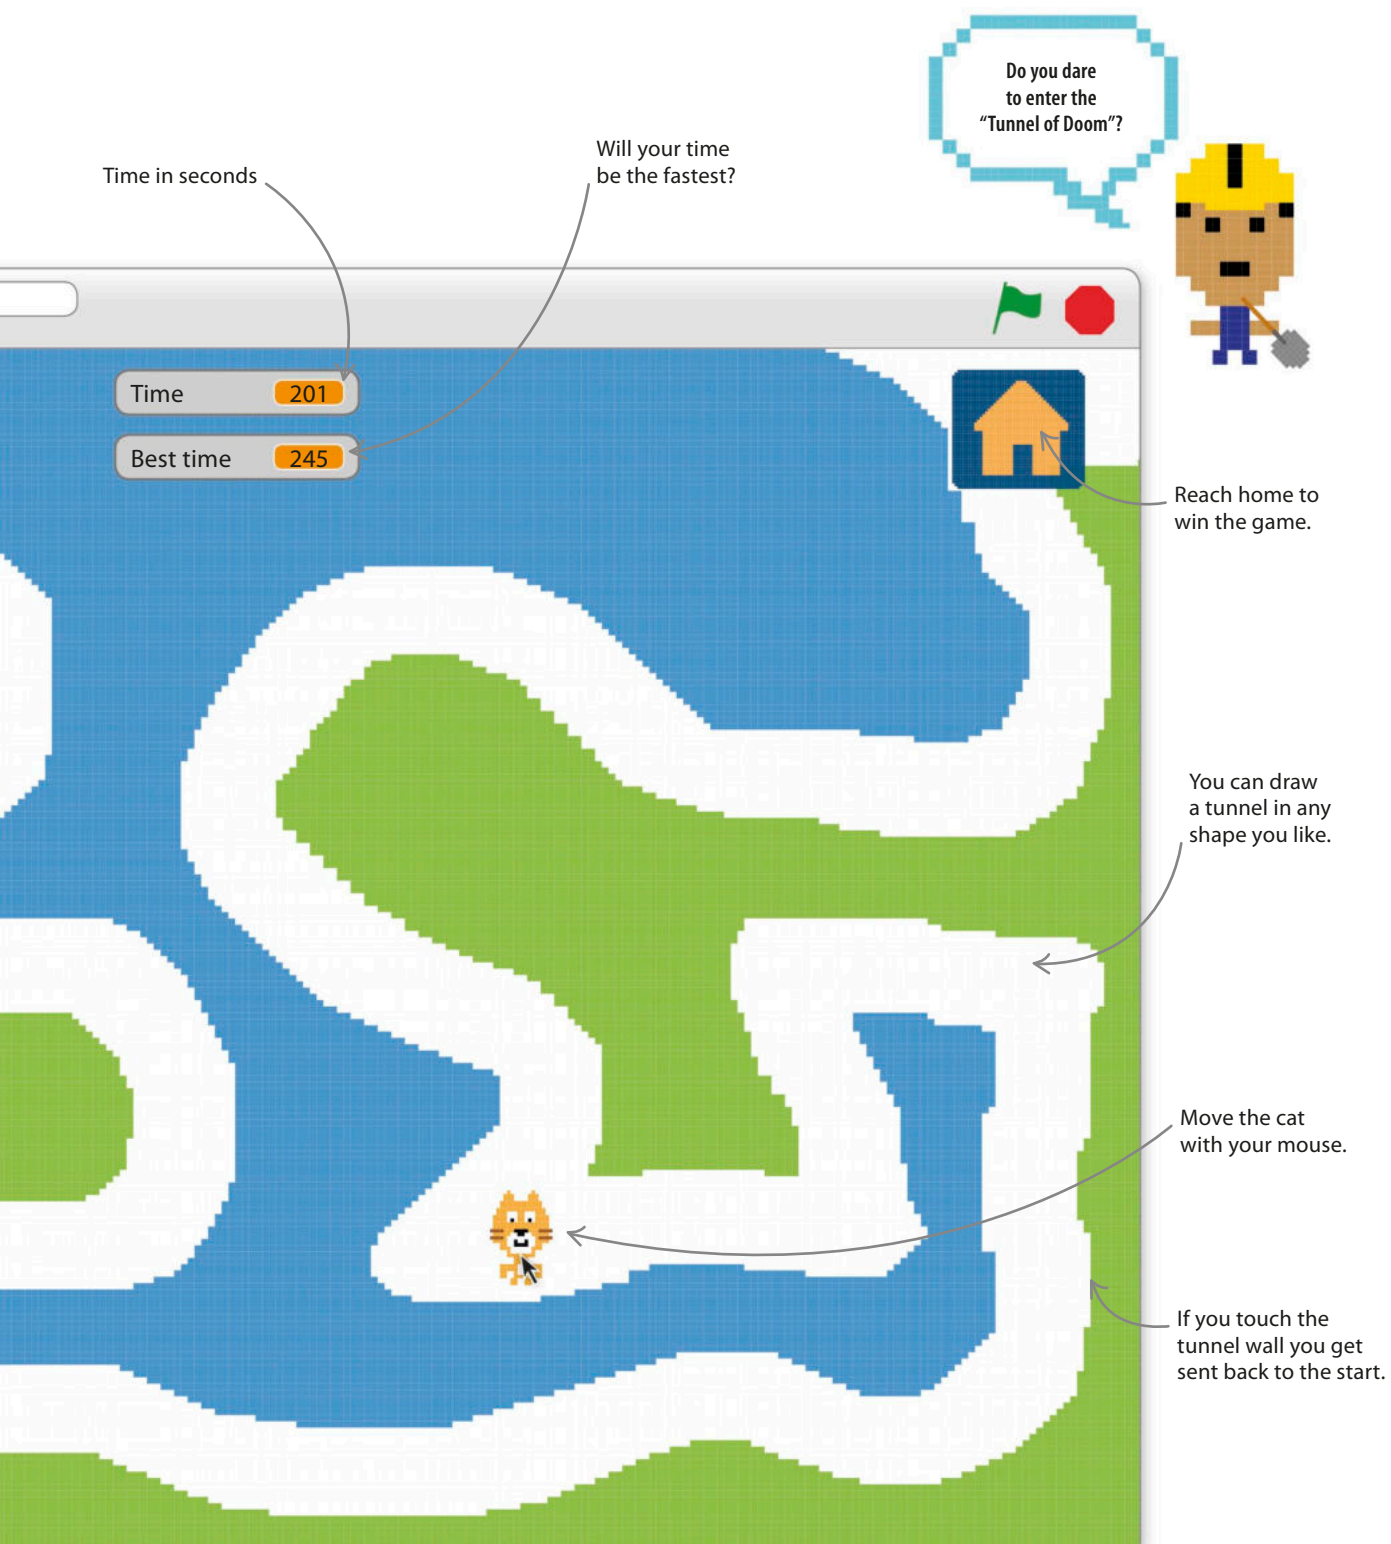 Do you dare
to enter the
“Tunnel of Doom”?
Time in seconds
Will your time
be the fastest?
Time 201
Best time 245
Reach home to
win the game.
You can draw
a tunnel in any
shape you like.
Move the cat
with your mouse.
If you touch the
tunnel wall you get
sent back to the start.